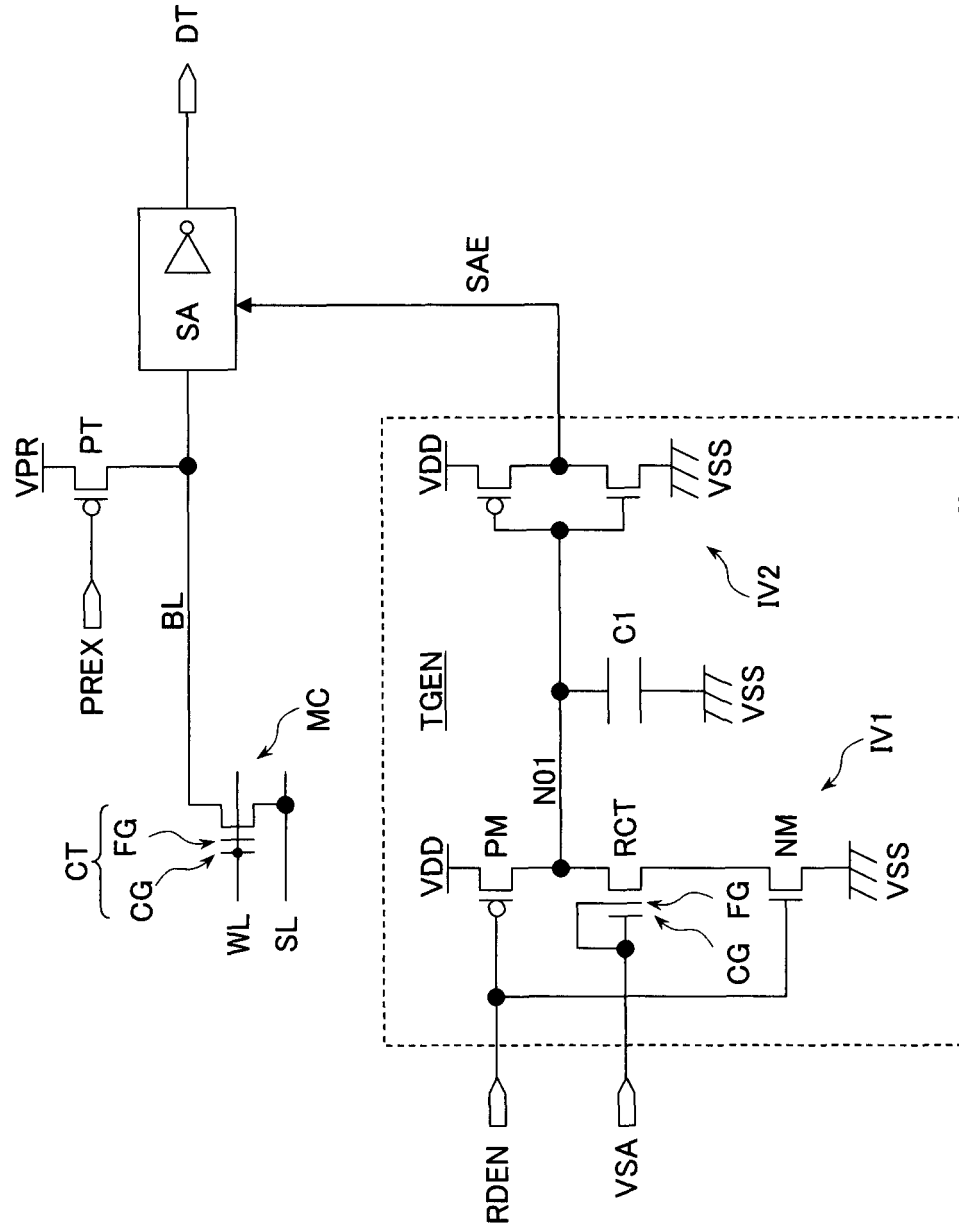 DT
SA
SAE
VPR
PT
PREX
BL
MC
CT
FG
CG
WL
SL
TGEN
VDD
VSS
IV2
C1
VSS
N01
VDD
PM
RCT
FG
CG
NM
VSS
IV1
RDEN
VSA